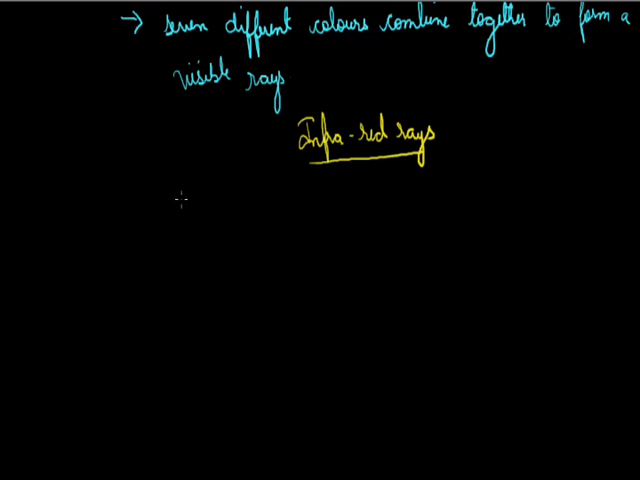 → seven different colours combine together to form a
visible rays
Infra-red rays